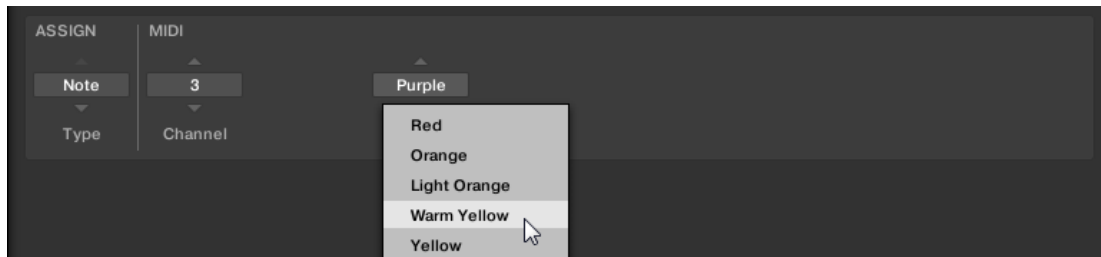 ASSIGN MIDI
Note 3 Purple
Type Channel
Red
Orange
Light Orange
Warm Yellow
Yellow